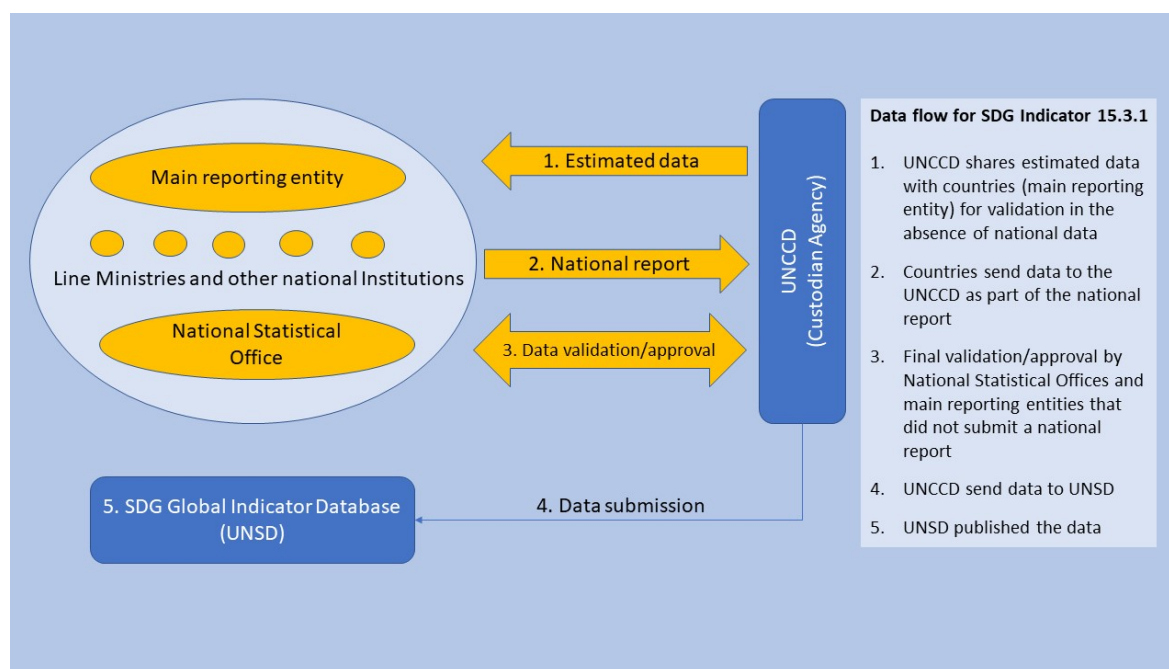 Main reporting entity
Line Ministries and other national Institutions
National Statistical
Office
1. Estimated data
2. National report
3. Data validation/approval
UNCCD
(Custodian Agency)
4. Data submission
5. SDG Global Indicator Database
(UNSD)
Data flow for SDG Indicator 15.3.1
1. UNCCD shares estimated data
with countries (main reporting
entity) for validation in the
absence of national data
2. Countries send data to the
UNCCD as part of the national
report
3. Final validation/approval by
National Statistical Offices and
main reporting entities that
did not submit a national
report
4. UNCCD send data to UNSD
5. UNSD published the data